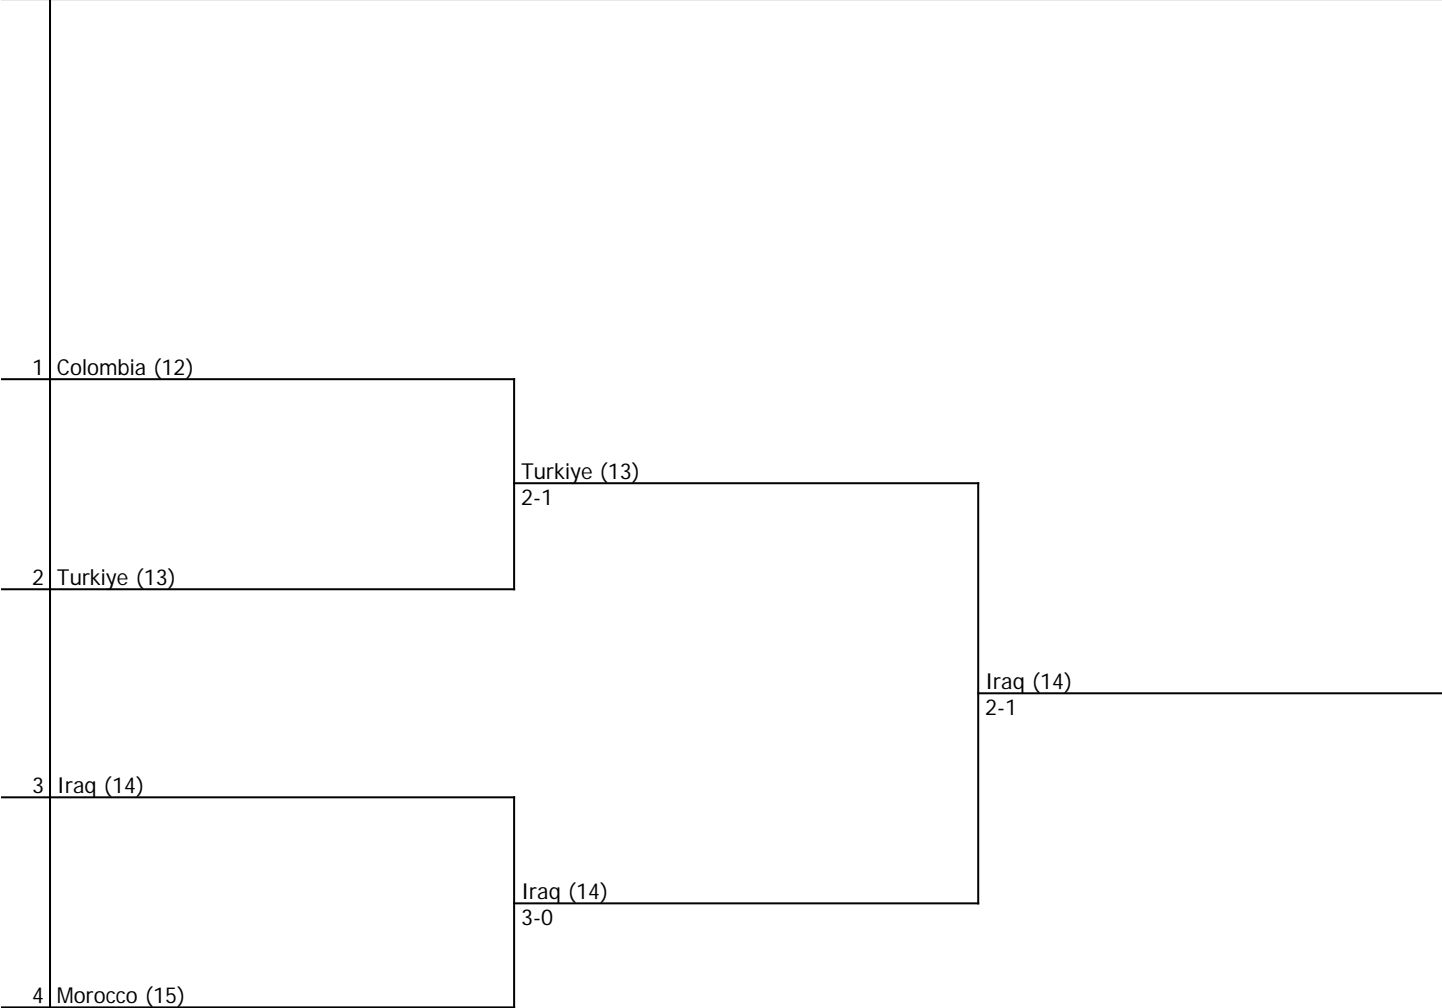 1 Colombia (12)
Turkiye (13)
2-1
2 Turkiye (13)
Iraq (14)
2-1
3 Iraq (14)
Iraq (14)
3-0
4 Morocco (15)